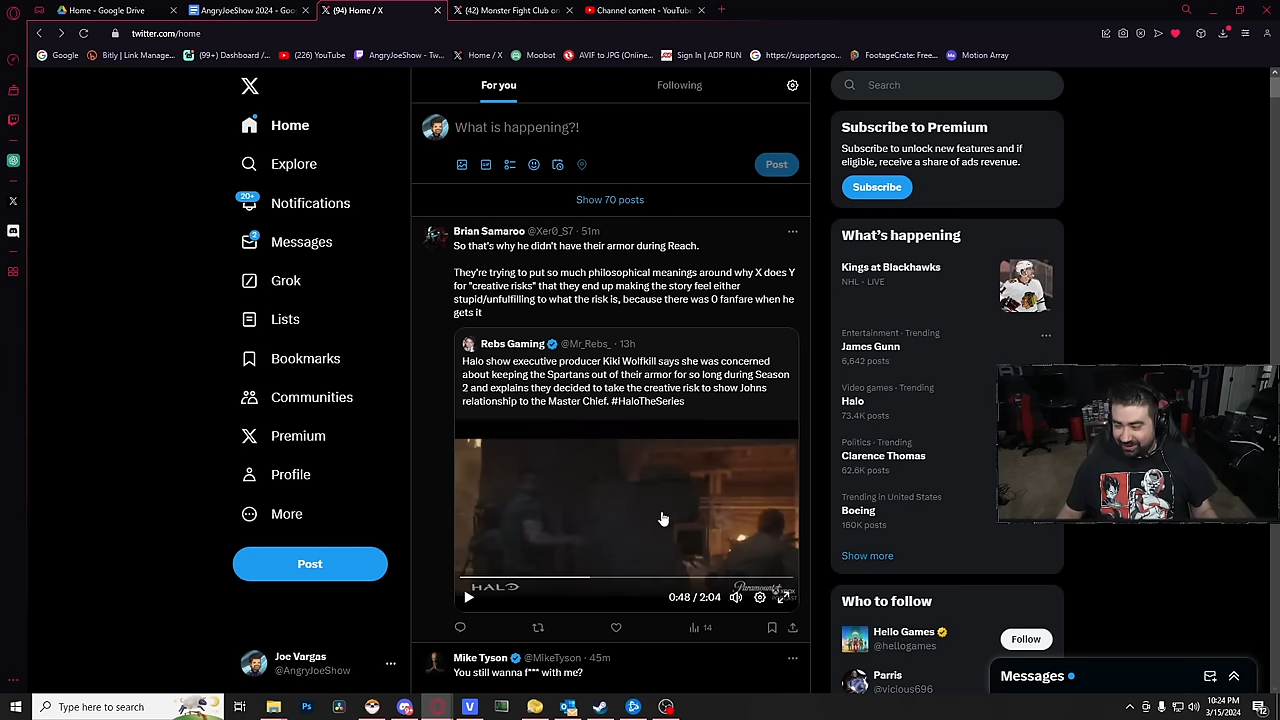 Home - Google Drive
AngryJoeShow 2024 -
(94) Home / X
(42) Monster Fight Club on
Channel content - YouTube
twitter.com/home
Google
Bitly | Link Manage...
(99+) Dashboard /...
(226) YouTube
AngryJoeShow - Tw...
Home / X
Moobot
AVIF to JPG (Online...
Sign In | ADP RUN
https://support.goo...
FootageCrate: Free...
Motion Array
Home
Explore
20+
Notifications
2
Messages
Grok
Lists
Bookmarks
Communities
Premium
Profile
More
Post
Joe Vargas
@AngryJoeShow
For you
Following
What is happening?!
Post
Show 70 posts
Brian Samaroo @Xer0_S7 · 51m
So that's why he didn't have their armor during Reach.
They're trying to put so much philosophical meanings around why X does Y
for "creative risks" that they end up making the story feel either
stupid/unfulfilling to what the risk is, because there was 0 fanfare when he
gets it
Rebs Gaming @Mr_Rebs_ · 13h
Halo show executive producer Kiki Wolfkill says she was concerned
about keeping the Spartans out of their armor for so long during Season
2 and explains they decided to take the creative risk to show Johns
relationship to the Master Chief. #HaloTheSeries
HALO
Paramount+
0:48 / 2:04
14
Mike Tyson @MikeTyson · 45m
You still wanna f*** with me?
Search
Subscribe to Premium
Subscribe to unlock new features and if
eligible, receive a share of ads revenue.
Subscribe
What's happening
Kings at Blackhawks
NHL · LIVE
Entertainment · Trending
James Gunn
6,642 posts
Video games · Trending
Halo
73.4K posts
Politics · Trending
Clarence Thomas
62.6K posts
Trending in United States
Boeing
160K posts
Show more
Who to follow
Hello Games
@hellogames
Follow
Parris
@vicious696
Messages
Type here to search
10:24 PM
3/15/2024
12